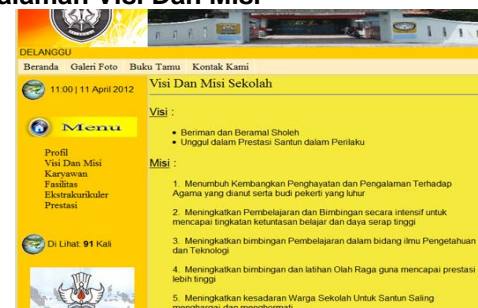 alaman Visi Dan Misi
DELANGGU
Beranda Galeri Foto Buku Tamu Kontak Kami
11:00 | 11 April 2012
Menu
Profil
Visi Dan Misi
Karyawan
Fasilitas
Ekstrakurikuler
Prestasi
Di Lihat: 91 Kali
Visi Dan Misi Sekolah
Visi :
• Beriman dan Beramal Sholeh
• Unggul dalam Prestasi Santun dalam Perilaku
Misi :
1. Menumbuh Kembangkan Penghayatan dan Pengalaman Terhadap
Agama yang dianut serta budi pekerti yang luhur
2. Meningkatkan Pembelajaran dan Bimbingan secara intensif untuk
mencapai tingkatan ketuntasan belajar dan daya serap tinggi
3. Meningkatkan bimbingan Pembelajaran dalam bidang ilmu Pengetahuan
dan Teknologi
4. Meningkatkan bimbingan dan latihan Olah Raga guna mencapai prestasi
lebih tinggi
5. Meningkatkan kesadaran Warga Sekolah Untuk Santun Saling
menghargai dan menghormati